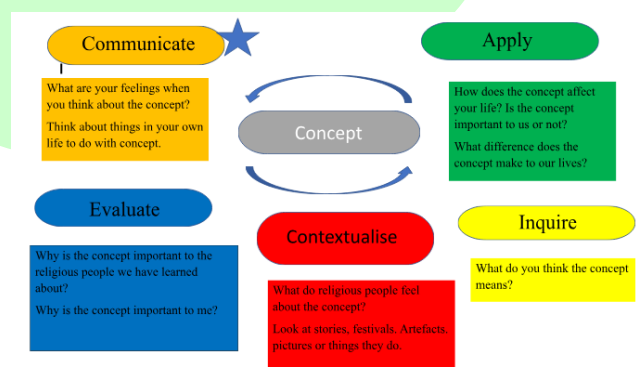 Communicate
What are your feelings when
you think about the concept?
Think about things in your own
life to do with concept.
Apply
How does the concept affect
your life? Is the concept
important to us or not?
What difference does the
concept make to our lives?
Concept
Evaluate
Why is the concept important to the
religious people we have learned
about?
Why is the concept important to me?
Contextualise
What do religious people feel
about the concept?
Look at stories, festivals. Artefacts,
pictures or things they do.
Inquire
What do you think the concept
means?